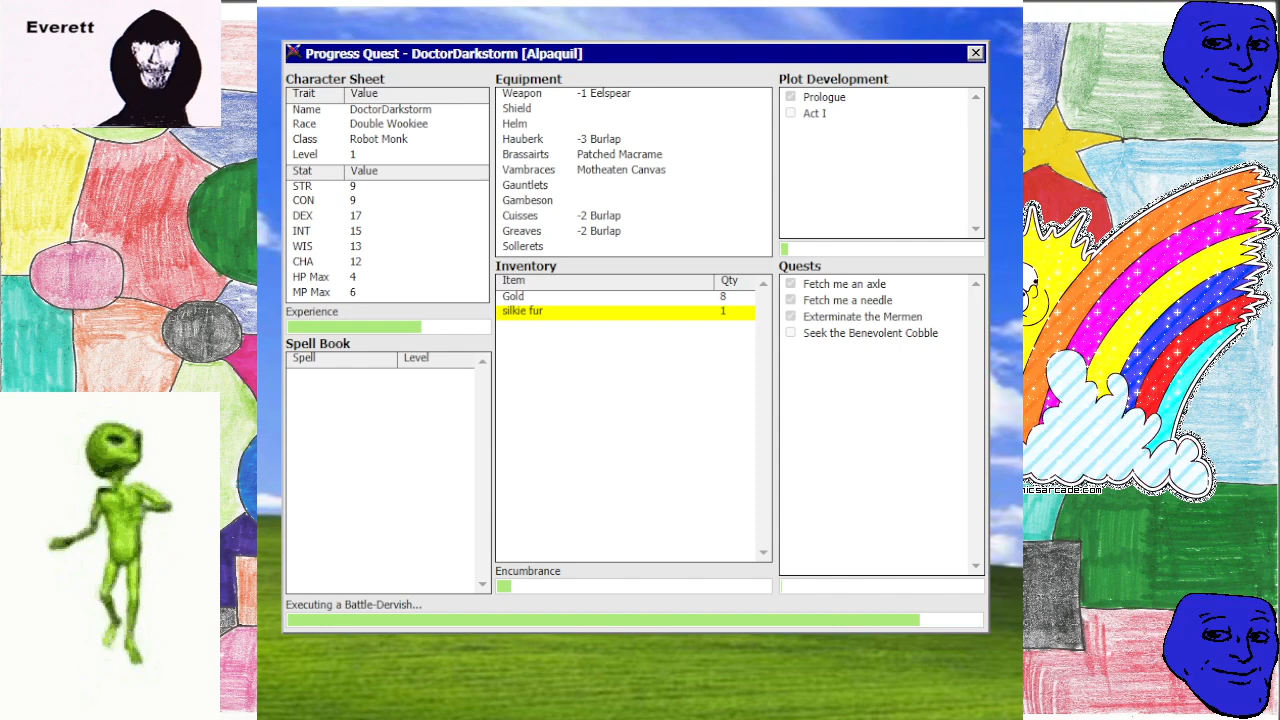 Everett
Progress Quest - DoctorDarkstorm [Alpaquil]
Character Sheet
Trait Value
Name DoctorDarkstorm
Race Double Wookiee
Class Robot Monk
Level 1
Stat Value
STR 9
CON 9
DEX 17
INT 15
WIS 13
CHA 12
HP Max 4
MP Max 6
Experience
Spell Book
Spell Level
Equipment
Weapon -1 Eelspear
Shield
Helm
Hauberk -3 Burlap
Brassairts Patched Macrame
Vambraces Motheaten Canvas
Gauntlets
Gambeson
Cuisses -2 Burlap
Greaves -2 Burlap
Sollerets
Inventory
Item Qty
Gold 8
silkie fur 1
Encumbrance
Plot Development
Prologue
Act I
Quests
Fetch me an axle
Fetch me a needle
Exterminate the Mermen
Seek the Benevolent Cobble
Executing a Battle-Dervish...